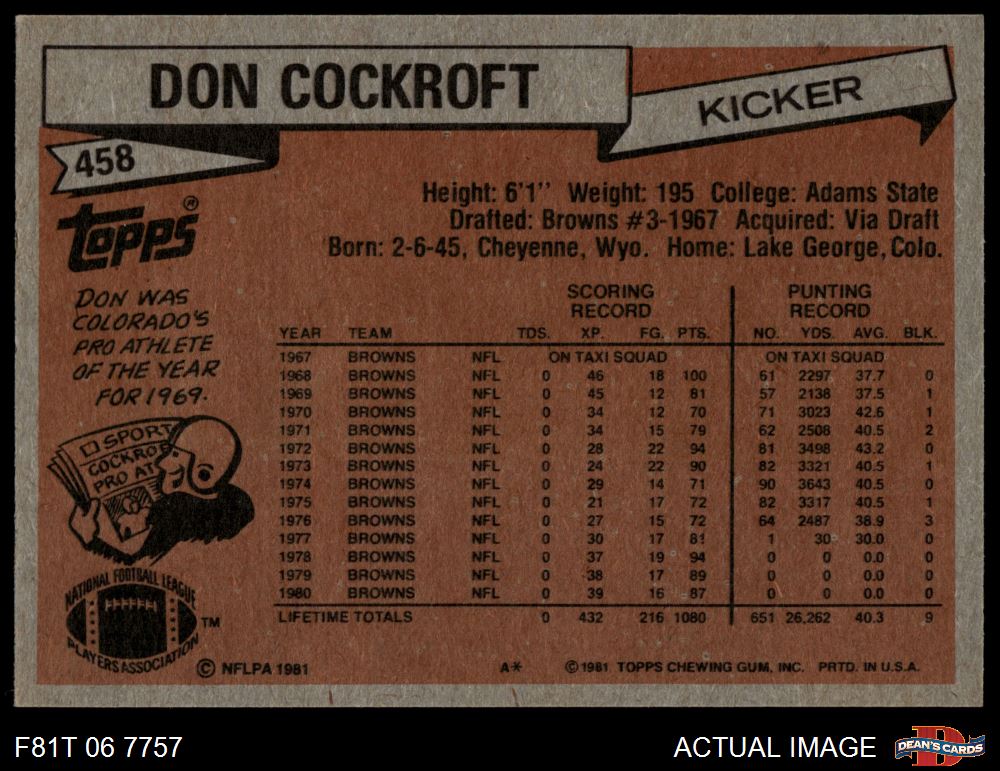 DON COCKROFT
KICKER
458
Topps®
Height: 6'1'' Weight: 195 College: Adams State
Drafted: Browns #3-1967 Acquired: Via Draft
Born: 2-6-45, Cheyenne, Wyo. Home: Lake George, Colo.
DON WAS
COLORADO'S
PRO ATHLETE
OF THE YEAR
FOR 1969.
SPORT
COCKROF
PRO AT
SCORING RECORD PUNTING RECORD
YEAR TEAM TDS. XP. FG. PTS. NO. YDS. AVG. BLK.
1967 BROWNS NFL ON TAXI SQUAD ON TAXI SQUAD
1968 BROWNS NFL 0 46 18 100 61 2297 37.7 0
1969 BROWNS NFL 0 45 12 81 57 2138 37.5 1
1970 BROWNS NFL 0 34 12 70 71 3023 42.6 1
1971 BROWNS NFL 0 34 15 79 62 2508 40.5 2
1972 BROWNS NFL 0 28 22 94 81 3498 43.2 0
1973 BROWNS NFL 0 24 22 90 82 3321 40.5 1
1974 BROWNS NFL 0 29 14 71 90 3643 40.5 0
1975 BROWNS NFL 0 21 17 72 82 3317 40.5 1
1976 BROWNS NFL 0 27 15 72 64 2487 38.9 3
1977 BROWNS NFL 0 30 17 81 1 30 30.0 0
1978 BROWNS NFL 0 37 19 94 0 0 0.0 0
1979 BROWNS NFL 0 38 17 89 0 0 0.0 0
1980 BROWNS NFL 0 39 16 87 0 0 0.0 0
LIFETIME TOTALS 0 432 216 1080 651 26,262 40.3 9
NATIONAL FOOTBALL LEAGUE
PLAYERS ASSOCIATION
TM
© NFLPA 1981 A* © 1981 TOPPS CHEWING GUM, INC. PRTD. IN U.S.A.
F81T 06 7757 ACTUAL IMAGE
D
DEAN'S CARDS